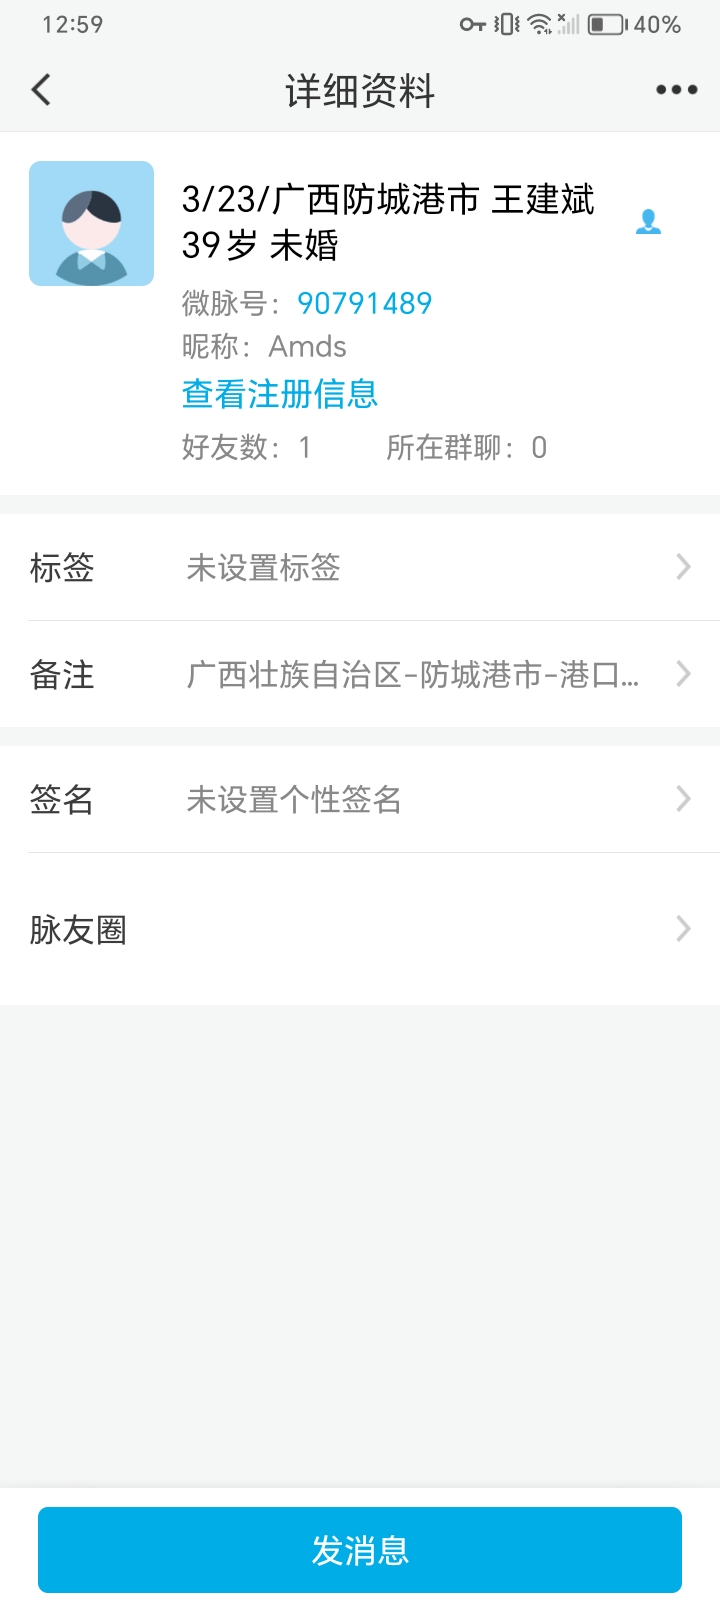 12:59
40%
详细资料
3/23/广西防城港市 王建斌
39岁 未婚
微脉号：90791489
昵称：Amds
查看注册信息
好友数：1 所在群聊：0
标签 未设置标签
备注 广西壮族自治区-防城港市-港口...
签名 未设置个性签名
脉友圈
发消息